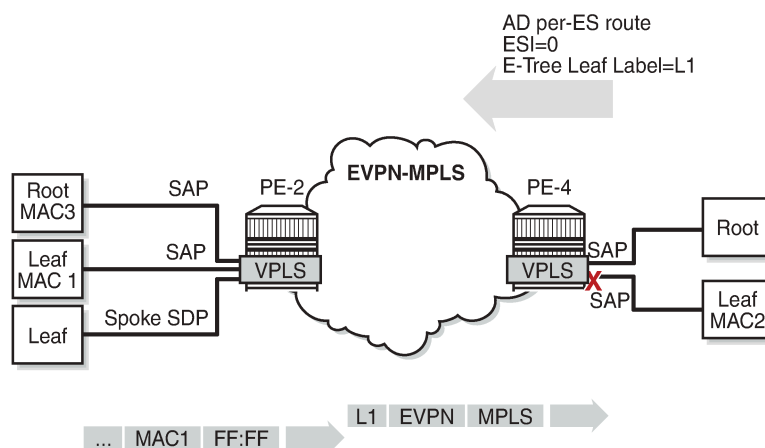 AD per-ES route
ESI=0
E-Tree Leaf Label=L1
EVPN-MPLS
Root
MAC3
SAP
PE-2
PE-4
Leaf
MAC 1
SAP
VPLS
VPLS
SAP
SAP
Root
Leaf
Spoke SDP
Leaf
MAC2
L1 EVPN MPLS
... MAC1 FF:FF